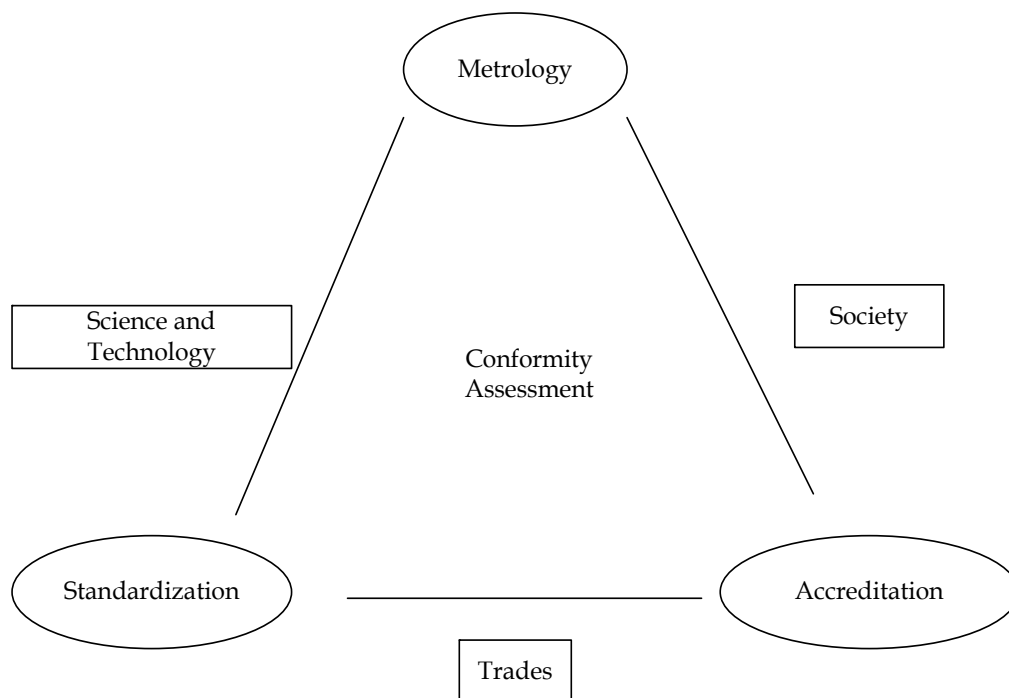 Metrology
Science and
Technology
Society
Conformity
Assessment
Standardization
Accreditation
Trades